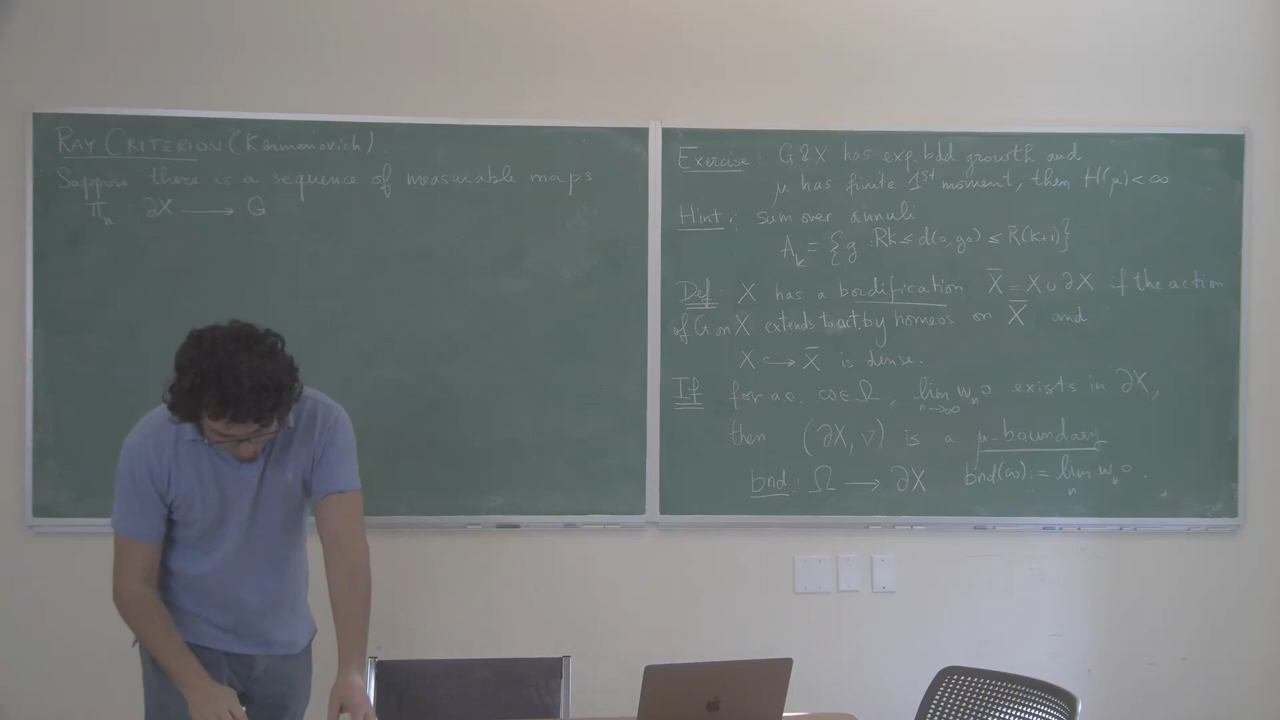 RAY CRITERION (Kaimanovich)
Suppose there is a sequence of measurable maps
π_n : ∂X ⟶ G
Exercise: G↷X has exp. bdd growth and
μ has finite 1st moment, then H(μ) < ∞
Hint: sum over annuli
A_k = {g : Rk ≤ d(o, go) ≤ R(k+1)}
Def: X has a bordification X̄ = X ∪ ∂X if the action
of G on X extends to act. by homeos on X̄ and
X ↪ X̄ is dense.
If for a.e. ω ∈ Ω, lim_{n→∞} w_n o exists in ∂X,
then (∂X, ν) is a μ-boundary
bnd: Ω ⟶ ∂X bnd(ω) := lim_n w_n o.